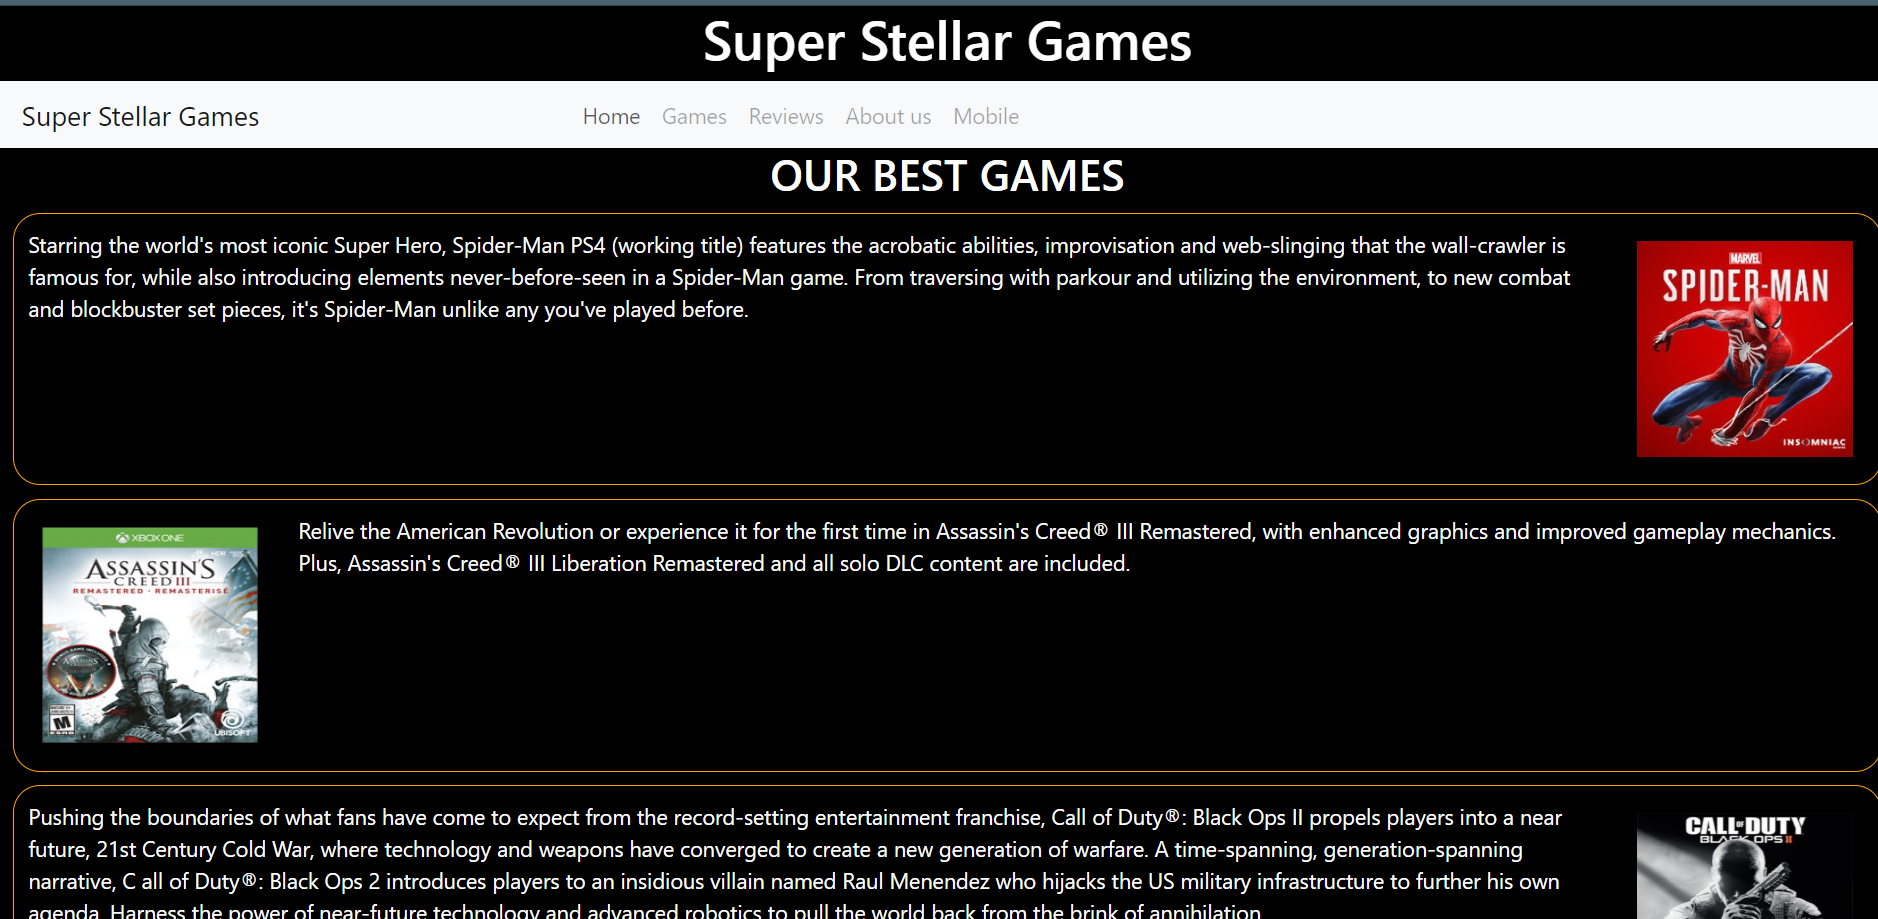 Super Stellar Games
Super Stellar Games Home Games Reviews About us Mobile
OUR BEST GAMES
Starring the world's most iconic Super Hero, Spider-Man PS4 (working title) features the acrobatic abilities, improvisation and web-slinging that the wall-crawler is
famous for, while also introducing elements never-before-seen in a Spider-Man game. From traversing with parkour and utilizing the environment, to new combat
and blockbuster set pieces, it's Spider-Man unlike any you've played before.
MARVEL
SPIDER-MAN
INSOMNIAC
XBOX ONE
ASSASSIN'S
CREED III
REMASTERED - REMASTERISÉ
M
UBISOFT
Relive the American Revolution or experience it for the first time in Assassin's Creed® III Remastered, with enhanced graphics and improved gameplay mechanics.
Plus, Assassin's Creed® III Liberation Remastered and all solo DLC content are included.
Pushing the boundaries of what fans have come to expect from the record-setting entertainment franchise, Call of Duty®: Black Ops II propels players into a near
future, 21st Century Cold War, where technology and weapons have converged to create a new generation of warfare. A time-spanning, generation-spanning
narrative, C all of Duty®: Black Ops 2 introduces players to an insidious villain named Raul Menendez who hijacks the US military infrastructure to further his own
agenda. Harness the power of near-future technology and advanced robotics to pull the world back from the brink of annihilation.
CALL OF DUTY
BLACK OPS II